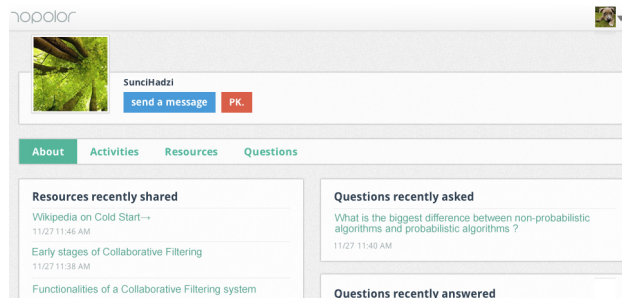 nopolor
SunciHadzi
send a message PK.
About Activities Resources Questions
Resources recently shared
Wikipedia on Cold Start→
11/27 11:46 AM
Early stages of Collaborative Filtering
11/27 11:38 AM
Functionalities of a Collaborative Filtering system
Questions recently asked
What is the biggest difference between non-probabilistic
algorithms and probabilistic algorithms ?
11/27 11:40 AM
Questions recently answered